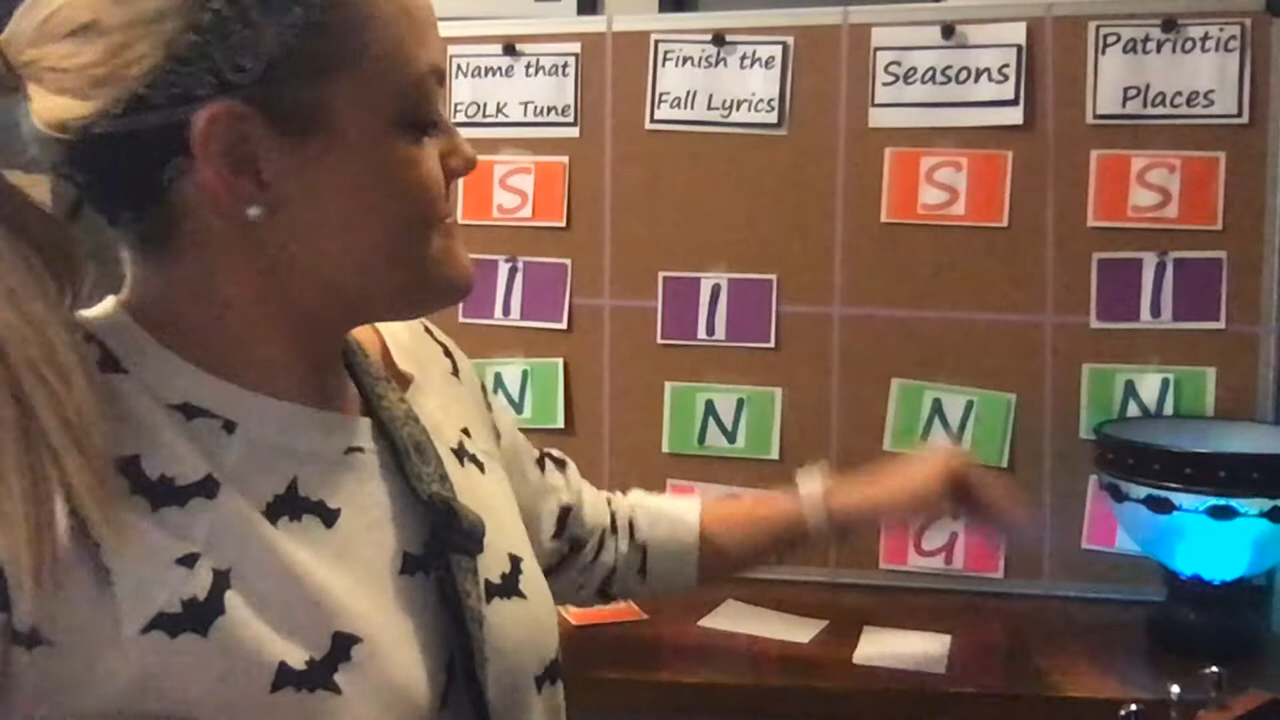 Name that
FOLK Tune
Finish the
Fall Lyrics
Seasons
Patriotic
Places
S
S
S
I
I
I
N
N
N
N
G